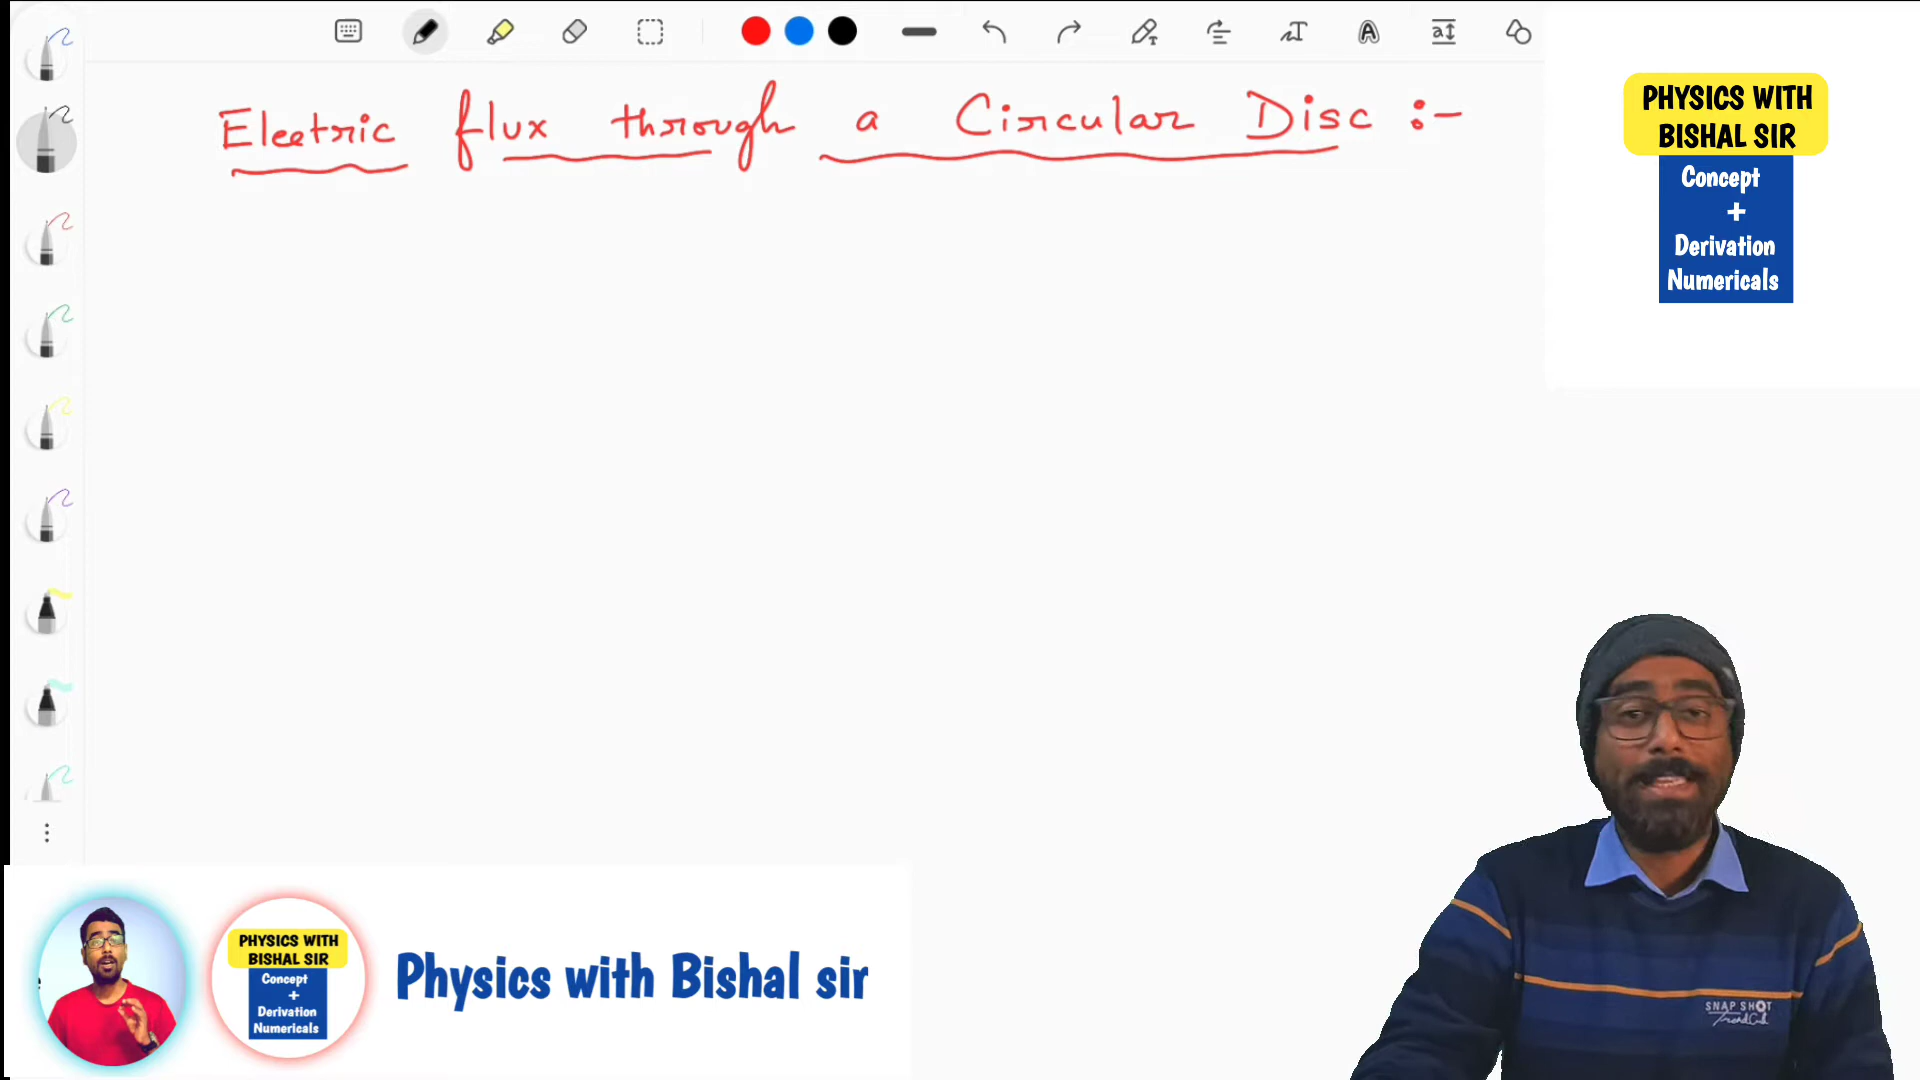 Electric flux through a Circular Disc :-
PHYSICS WITH
BISHAL SIR
Concept
+
Derivation
Numericals
PHYSICS WITH
BISHAL SIR
Concept
+
Derivation
Numericals
Physics with Bishal sir
SNAP SHOT